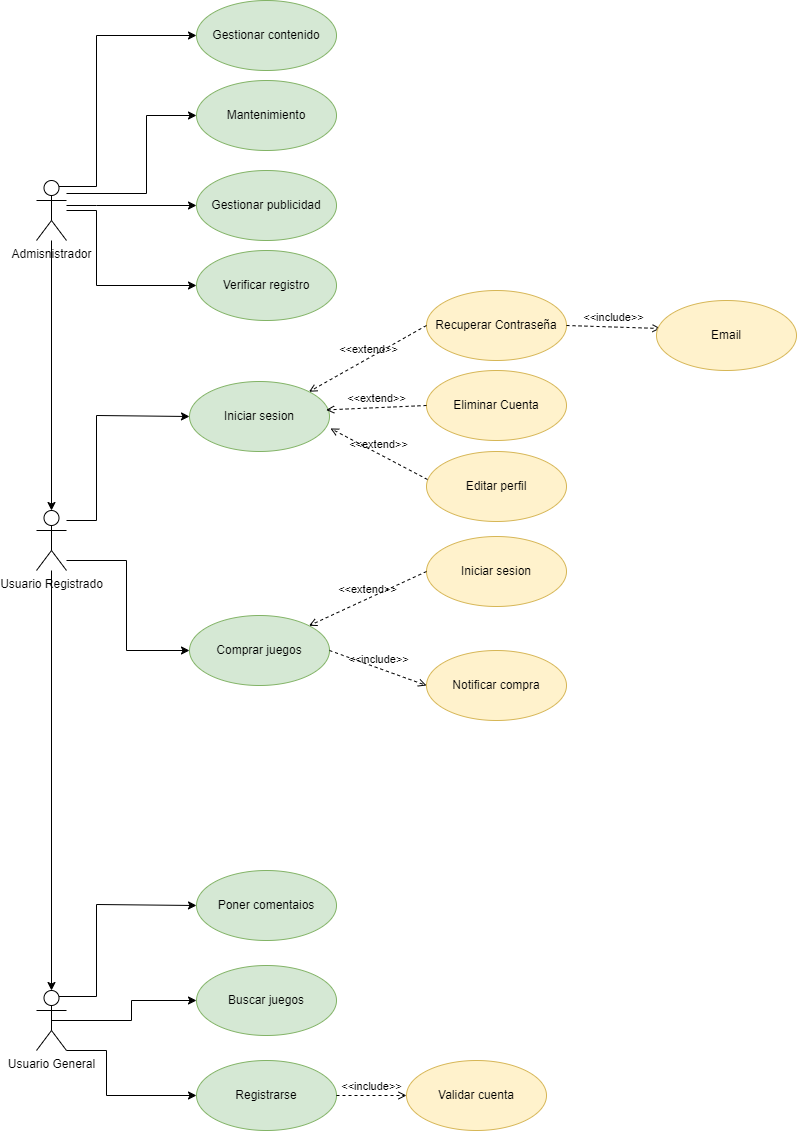 Gestionar contenido
Mantenimiento
Gestionar publicidad
Admisnistrador
Verificar registro
Recuperar Contraseña
<<include>>
Email
<<extend>>
Iniciar sesion
<<extend>>
Eliminar Cuenta
<<extend>>
Editar perfil
Usuario Registrado
Iniciar sesion
<<extend>>
Comprar juegos
<<include>>
Notificar compra
Poner comentaios
Buscar juegos
Usuario General
Registrarse
<<include>>
Validar cuenta